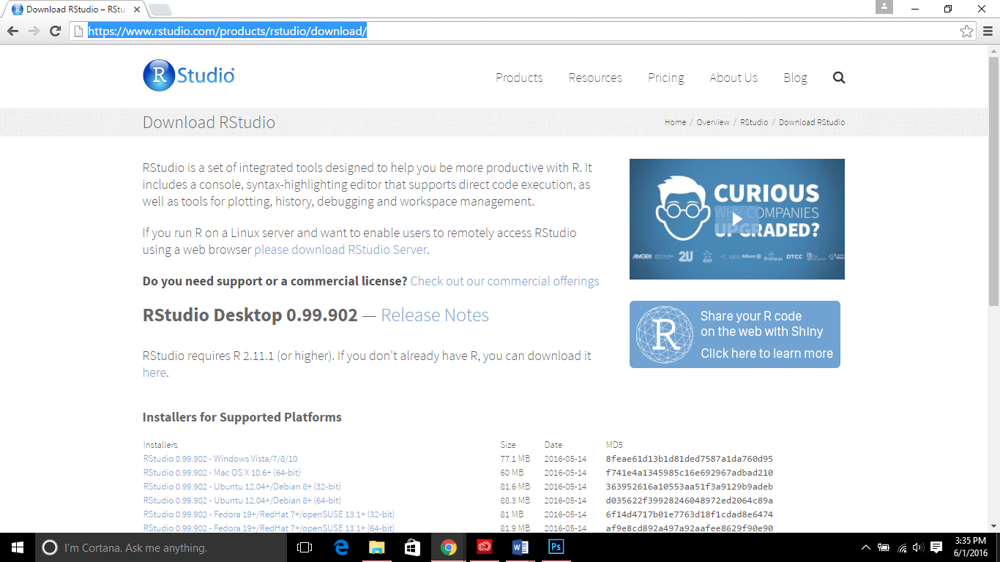 Download RStudio – RStu
https://www.rstudio.com/products/rstudio/download/
R Studio
Products Resources Pricing About Us Blog
Download RStudio
Home / Overview / RStudio / Download RStudio
RStudio is a set of integrated tools designed to help you be more productive with R. It
includes a console, syntax-highlighting editor that supports direct code execution, as
well as tools for plotting, history, debugging and workspace management.
If you run R on a Linux server and want to enable users to remotely access RStudio
using a web browser please download RStudio Server.
Do you need support or a commercial license? Check out our commercial offerings
CURIOUS
WHY COMPANIES
UPGRADED?
AMGEN 2U edf Allianz DTCC
Share your R code
on the web with Shiny
Click here to learn more
R
RStudio Desktop 0.99.902 — Release Notes
RStudio requires R 2.11.1 (or higher). If you don't already have R, you can download it
here.
Installers for Supported Platforms
Installers Size Date MD5
RStudio 0.99.902 - Windows Vista/7/8/10 77.1 MB 2016-05-14 8feae61d13b1d81ded7587a1da760d95
RStudio 0.99.902 - Mac OS X 10.6+ (64-bit) 60 MB 2016-05-14 f741e4a1345985c16e692967adbad210
RStudio 0.99.902 - Ubuntu 12.04+/Debian 8+ (32-bit) 81.6 MB 2016-05-14 363952616a10553aa51f3a9129b9adeb
RStudio 0.99.902 - Ubuntu 12.04+/Debian 8+ (64-bit) 88.3 MB 2016-05-14 d035622f39928246048972ed2064c89a
RStudio 0.99.902 - Fedora 19+/RedHat 7+/openSUSE 13.1+ (32-bit) 81 MB 2016-05-14 6f14d4717b01e7763d18f1cdad8e6474
RStudio 0.99.902 - Fedora 19+/RedHat 7+/openSUSE 13.1+ (64-bit) 81.9 MB 2016-05-14 af9e8cd892a497a92aafee8629f90e90
I'm Cortana. Ask me anything.
Ps
3:35 PM
6/1/2016